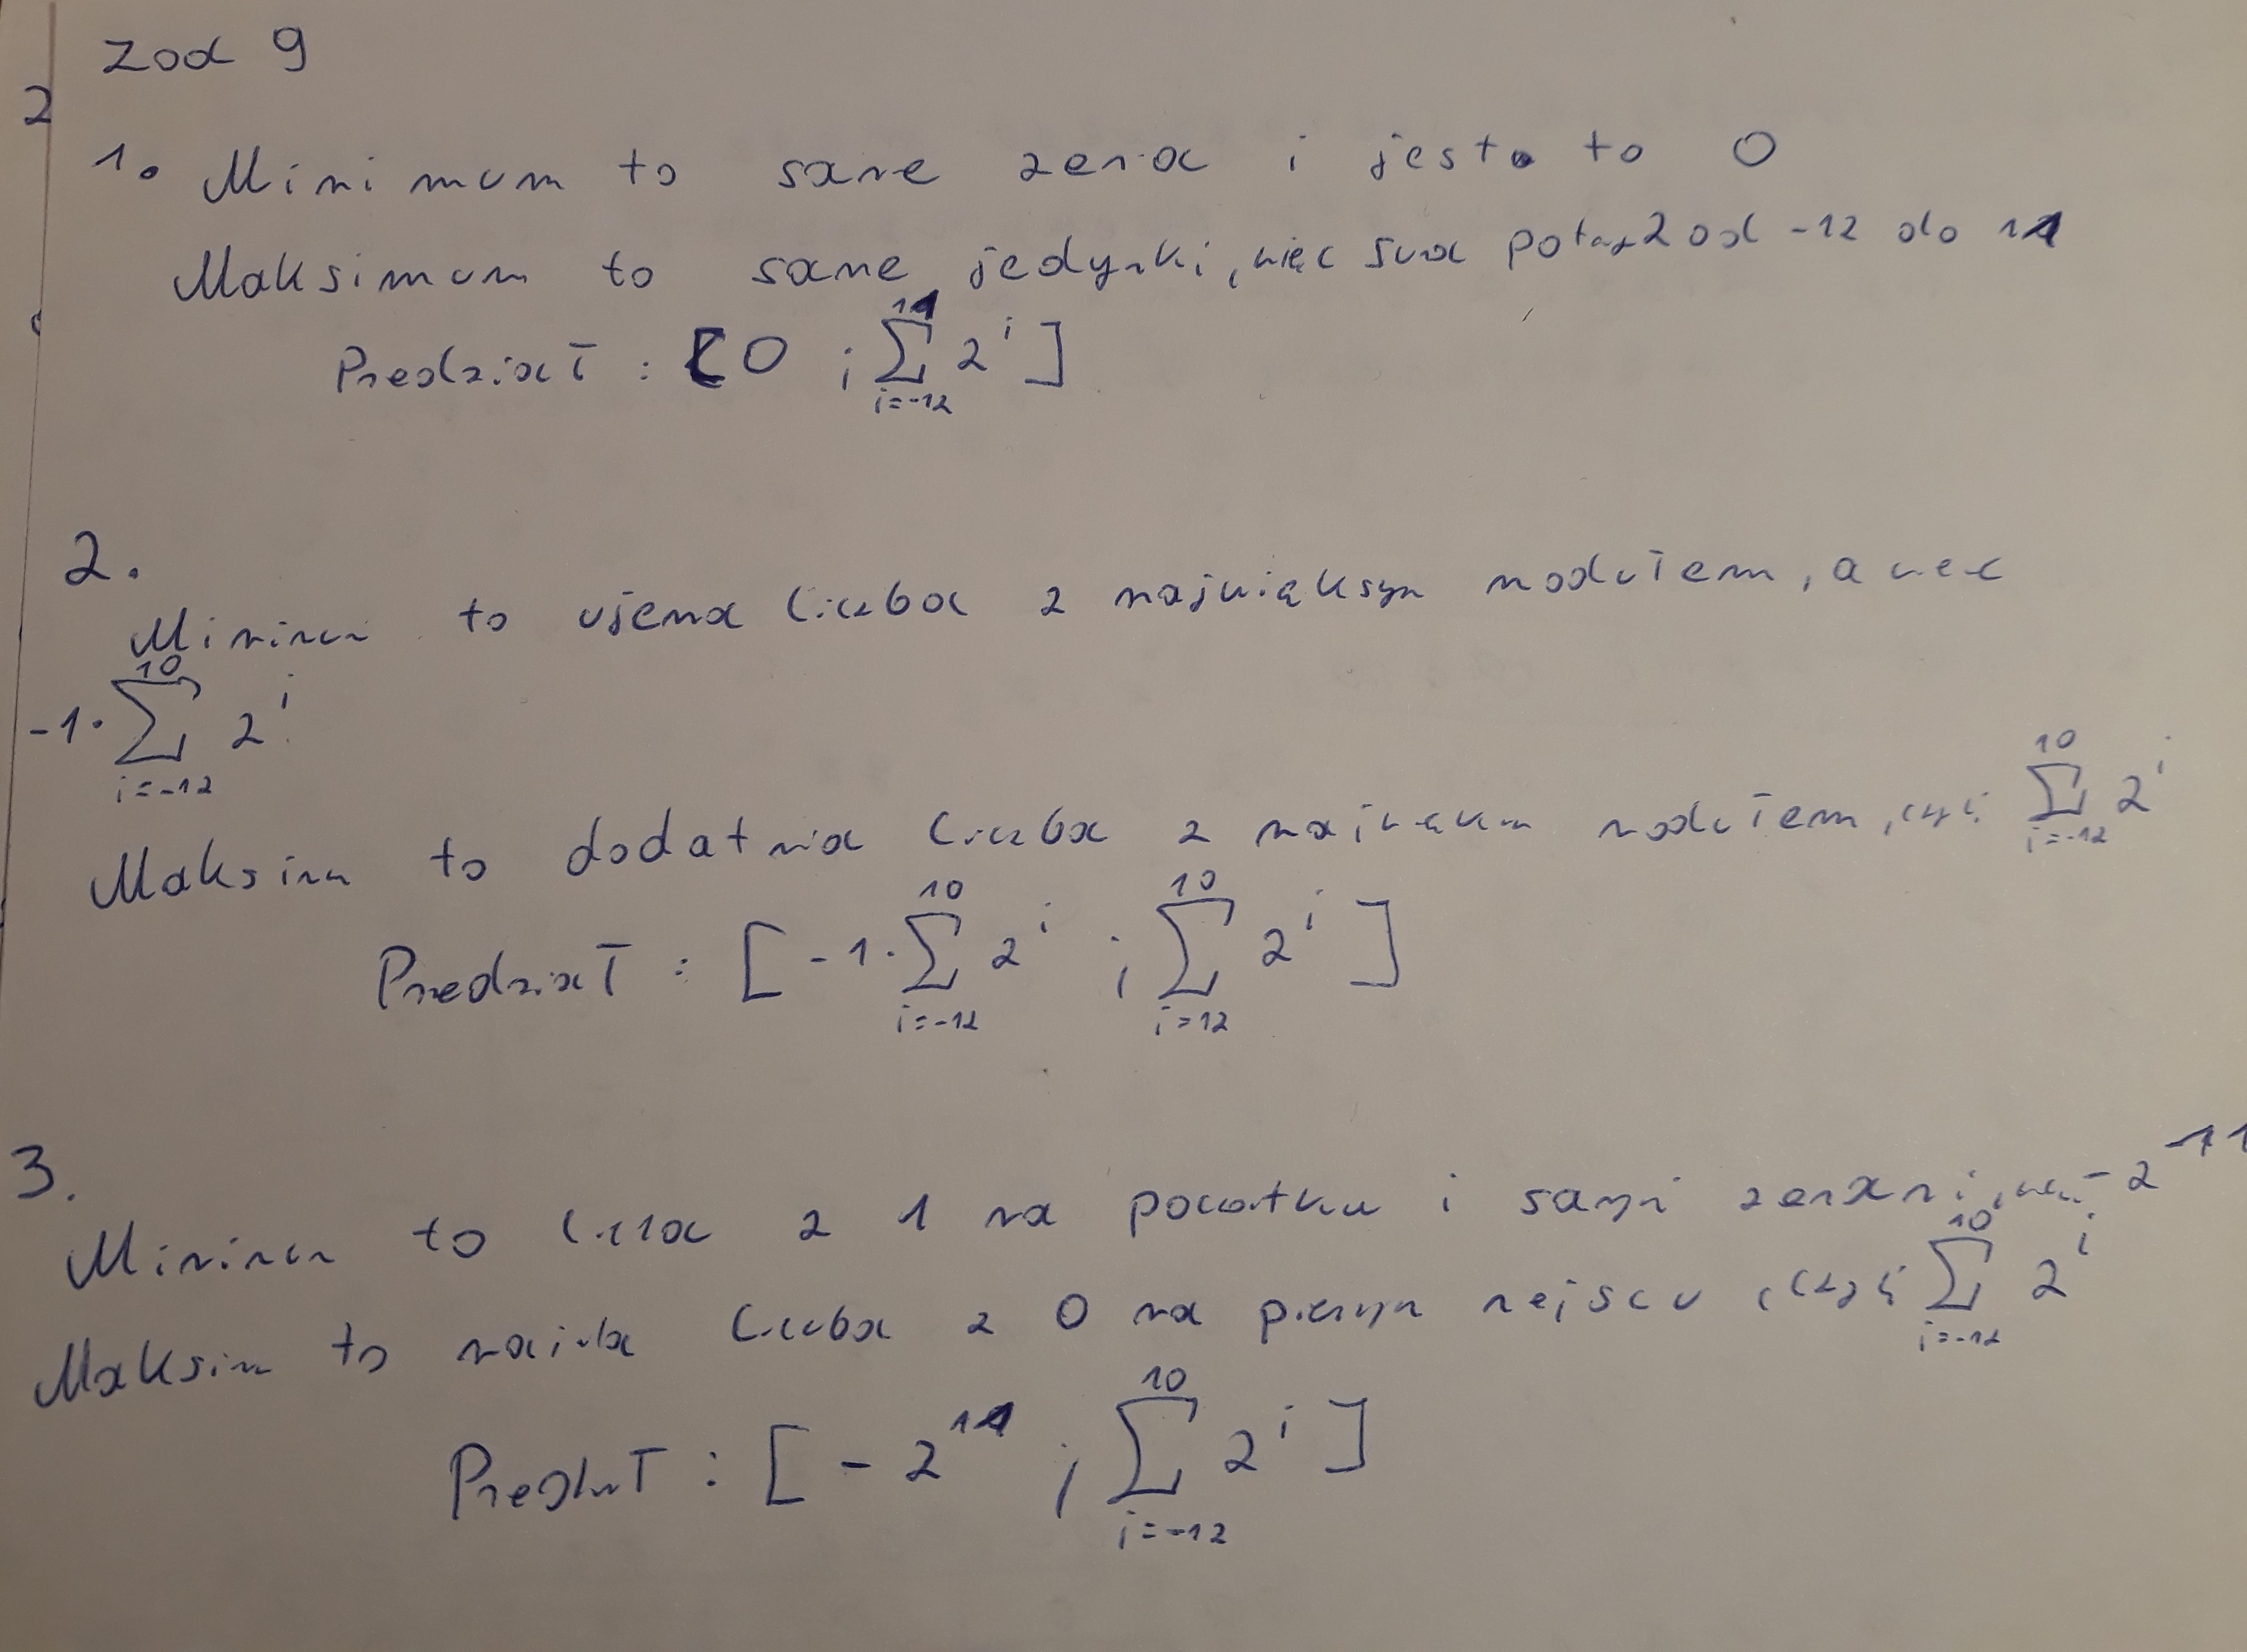 Zad 9
2
1. Minimum to same zera i jest to 0
Maksimum to same jedynki, więc suma potęg 2 od -12 do 11
Przedział : [0 ; \sum_{i=-12}^{11} 2^i]
2.
Minimum to ujemna liczba z największym modułem, a więc
-1 \cdot \sum_{i=-12}^{10} 2^i
Maksimum to dodatnia liczba z największym modułem, czyli \sum_{i=-12}^{10} 2^i
Przedział : [-1 \cdot \sum_{i=-12}^{10} 2^i ; \sum_{i=12}^{10} 2^i]
3.
Minimum to liczba z 1 na początku i samymi zerami, -2^{11}
Maksimum to liczba z 0 na pierwszym miejscu, czyli \sum_{i=-12}^{10} 2^i
Przedział : [-2^{11} ; \sum_{i=-12}^{10} 2^i]